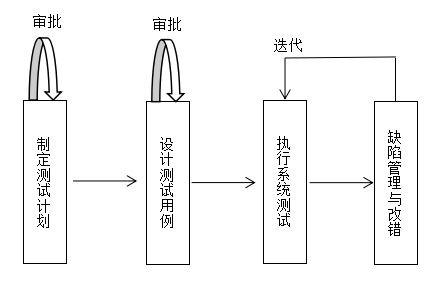 审批
审批
迭代
制定测试计划
设计测试用例
执行系统测试
缺陷管理与改错